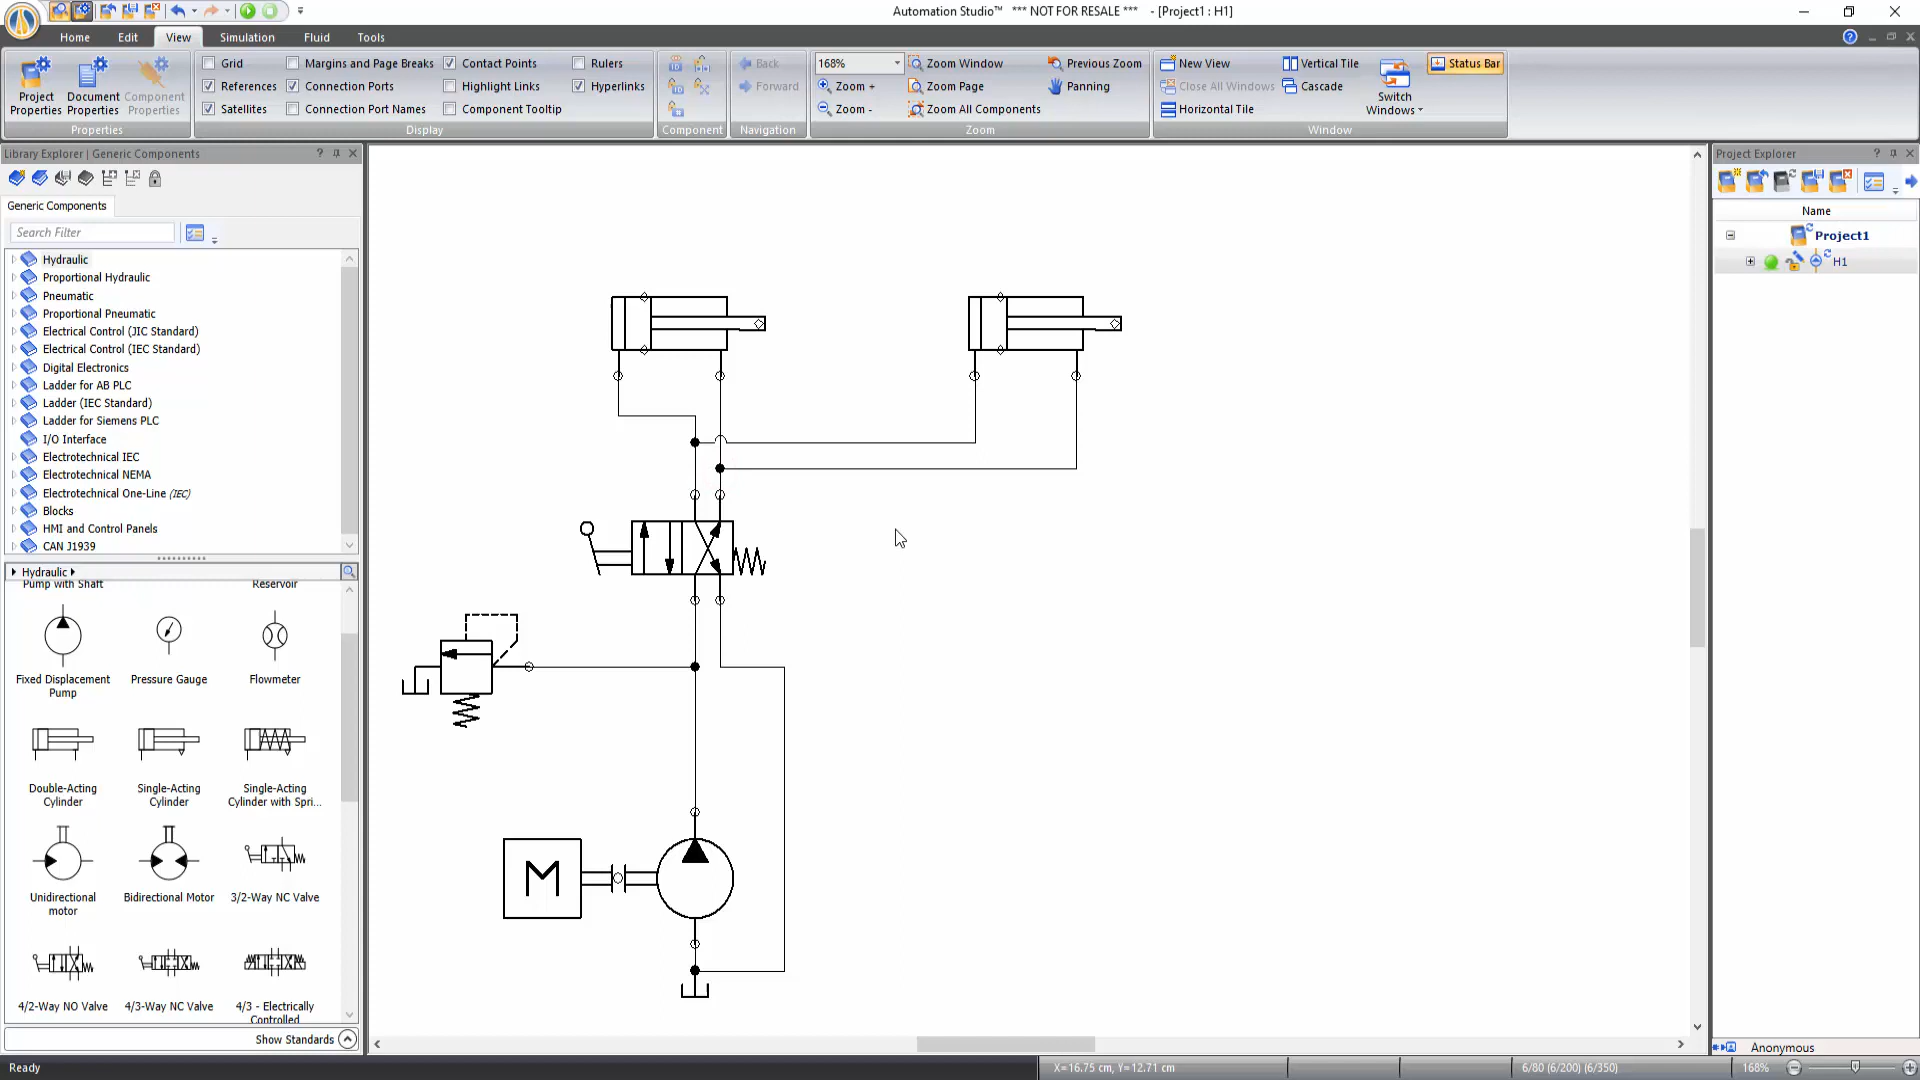 Automation Studio™ *** NOT FOR RESALE *** - [Project1 : H1]
Home Edit View Simulation Fluid Tools
Grid Margins and Page Breaks Contact Points Rulers
References Connection Ports Highlight Links Hyperlinks
Satellites Connection Port Names Component Tooltip
Project Properties
Document Properties
Component Properties
Back
Forward
168% Zoom Window Previous Zoom
Zoom + Zoom Page Panning
Zoom - Zoom All Components
New View Vertical Tile
Close All Windows Cascade
Horizontal Tile
Switch Windows
Status Bar
Properties Display Component Navigation Zoom Window
Library Explorer | Generic Components
Generic Components
Search Filter
Hydraulic
Proportional Hydraulic
Pneumatic
Proportional Pneumatic
Electrical Control (JIC Standard)
Electrical Control (IEC Standard)
Digital Electronics
Ladder for AB PLC
Ladder (IEC Standard)
Ladder for Siemens PLC
I/O Interface
Electrotechnical IEC
Electrotechnical NEMA
Electrotechnical One-Line (IEC)
Blocks
HMI and Control Panels
CAN J1939
Hydraulic
Pump with Shaft Reservoir
Fixed Displacement Pump
Pressure Gauge
Flowmeter
Double-Acting Cylinder
Single-Acting Cylinder
Single-Acting Cylinder with Spri...
Unidirectional motor
Bidirectional Motor
3/2-Way NC Valve
4/2-Way NO Valve
4/3-Way NC Valve
4/3 - Electrically Controlled
Show Standards
M
Project Explorer
Name
Project1
H1
Anonymous
Ready
X=16.75 cm, Y=12.71 cm
6/80 (6/200) (6/350)
168%